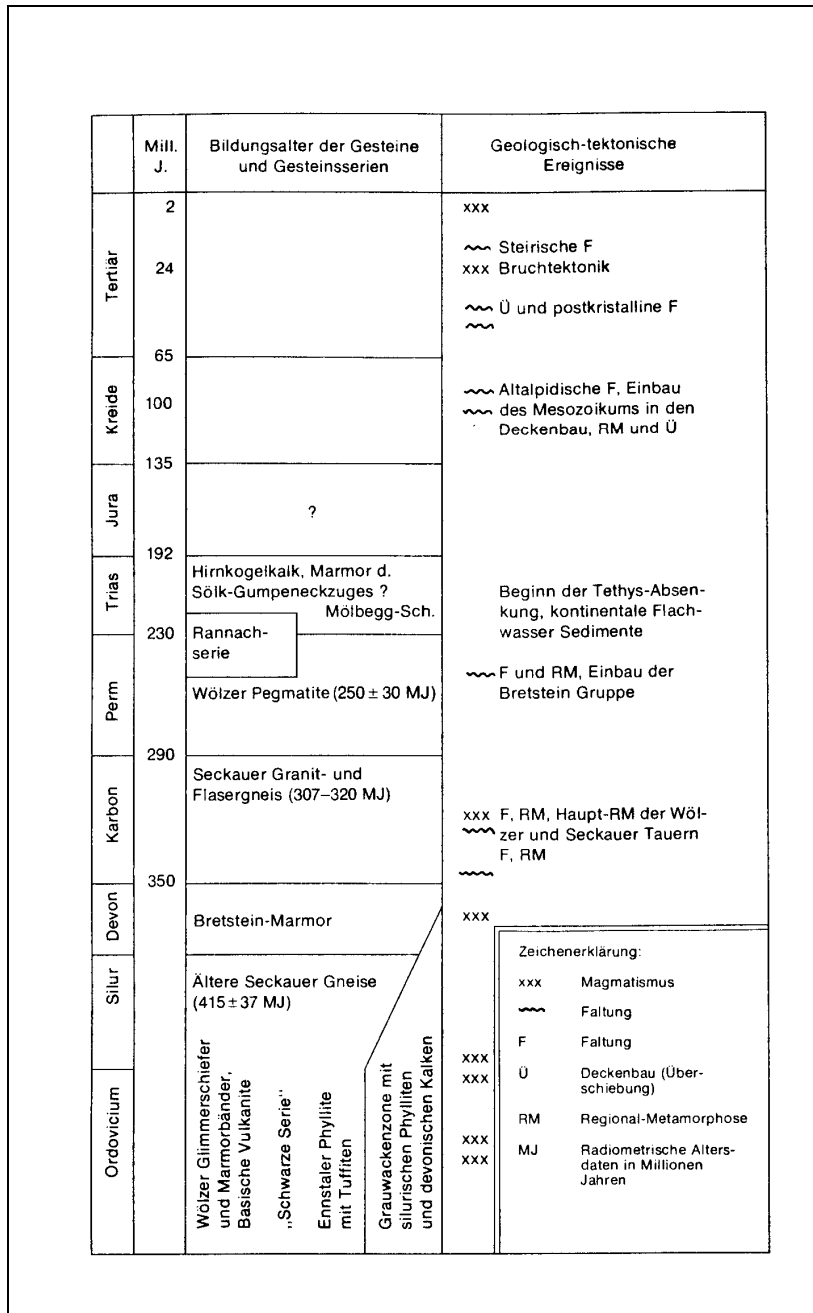 Mill.
J.
Bildungsalter der Gesteine
und Gesteinsserien
Geologisch-tektonische
Ereignisse
Tertiär
2
xxx
Steirische F
24
xxx Bruchtektonik
Ü und postkristalline F
65
Kreide
Altalpidische F, Einbau
100
des Mesozoikums in den
Deckenbau, RM und Ü
135
Jura
?
192
Trias
Hirnkogelkalk, Marmor d.
Sölk-Gumpeneckzuges ?
Mölbegg-Sch.
Beginn der Tethys-Absen-
kung, kontinentale Flach-
wasser Sedimente
230
Rannach-
serie
Perm
Wölzer Pegmatite (250 ± 30 MJ)
F und RM, Einbau der
Bretstein Gruppe
290
Karbon
Seckauer Granit- und
Flasergneis (307–320 MJ)
xxx F, RM, Haupt-RM der Wöl-
zer und Seckauer Tauern
F, RM
350
Devon
Bretstein-Marmor
xxx
Silur
Ältere Seckauer Gneise
(415 ± 37 MJ)
Ordovicium
Wölzer Glimmerschiefer
und Marmorbänder,
Basische Vulkanite
„Schwarze Serie"
Ennstaler Phyllite
mit Tuffiten
Grauwackenzone mit
silurischen Phylliten
und devonischen Kalken
xxx
xxx
xxx
xxx
Zeichenerklärung:
xxx Magmatismus
Faltung
F Faltung
Ü Deckenbau (Über-
schiebung)
RM Regional-Metamorphose
MJ Radiometrische Alters-
daten in Millionen
Jahren